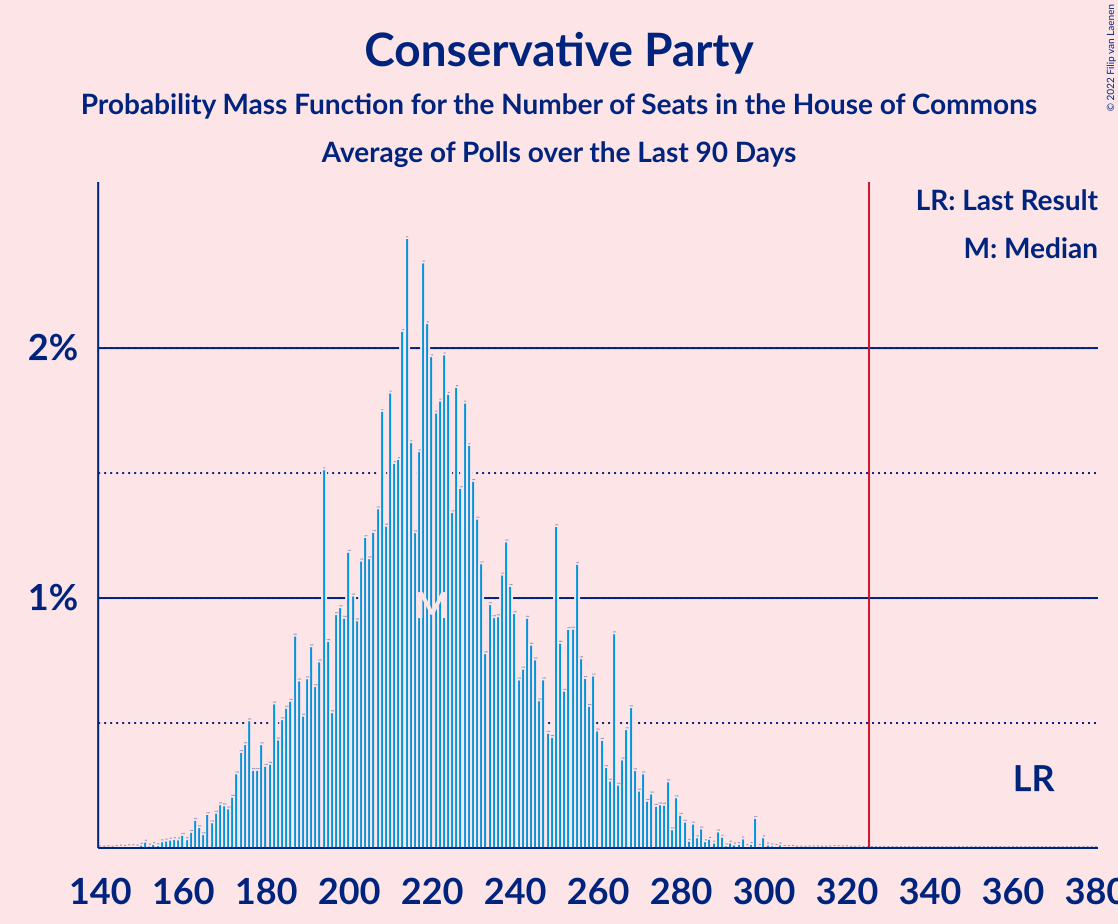 Conservative Party
Probability Mass Function for the Number of Seats in the House of Commons
Average of Polls over the Last 90 Days
© 2022 Filip van Laenen
LR: Last Result
M: Median
2%
1%
M
LR
140 160 180 200 220 240 260 280 300 320 340 360 380